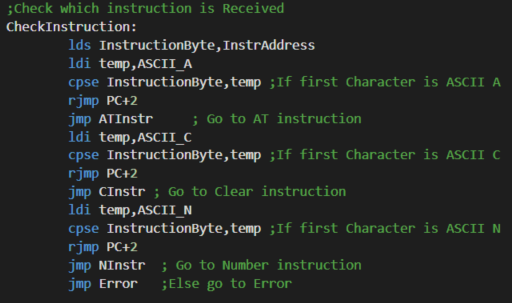 ;Check which instruction is Received
CheckInstruction:
        lds InstructionByte,InstrAddress
        ldi temp,ASCII_A
        cpse InstructionByte,temp ;If first Character is ASCII A
        rjmp PC+2
        jmp ATInstr     ; Go to AT instruction
        ldi temp,ASCII_C
        cpse InstructionByte,temp ;If first Character is ASCII C
        rjmp PC+2
        jmp CInstr ; Go to Clear instruction
        ldi temp,ASCII_N
        cpse InstructionByte,temp ;If first Character is ASCII N
        rjmp PC+2
        jmp NInstr  ; Go to Number instruction
        jmp Error   ;Else go to Error